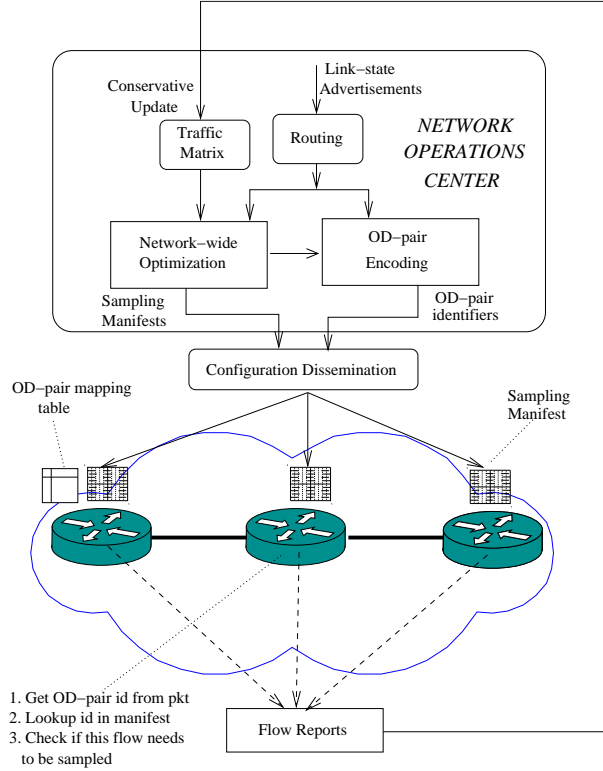 Link−state
Advertisements
Conservative
Update
Traffic
Matrix
Routing
NETWORK
OPERATIONS
CENTER
Network−wide
Optimization
OD−pair
Encoding
Sampling
Manifests
OD−pair
identifiers
Configuration Dissemination
OD−pair mapping
table
Sampling
Manifest
1. Get OD−pair id from pkt
2. Lookup id in manifest
3. Check if this flow needs
to be sampled
Flow Reports